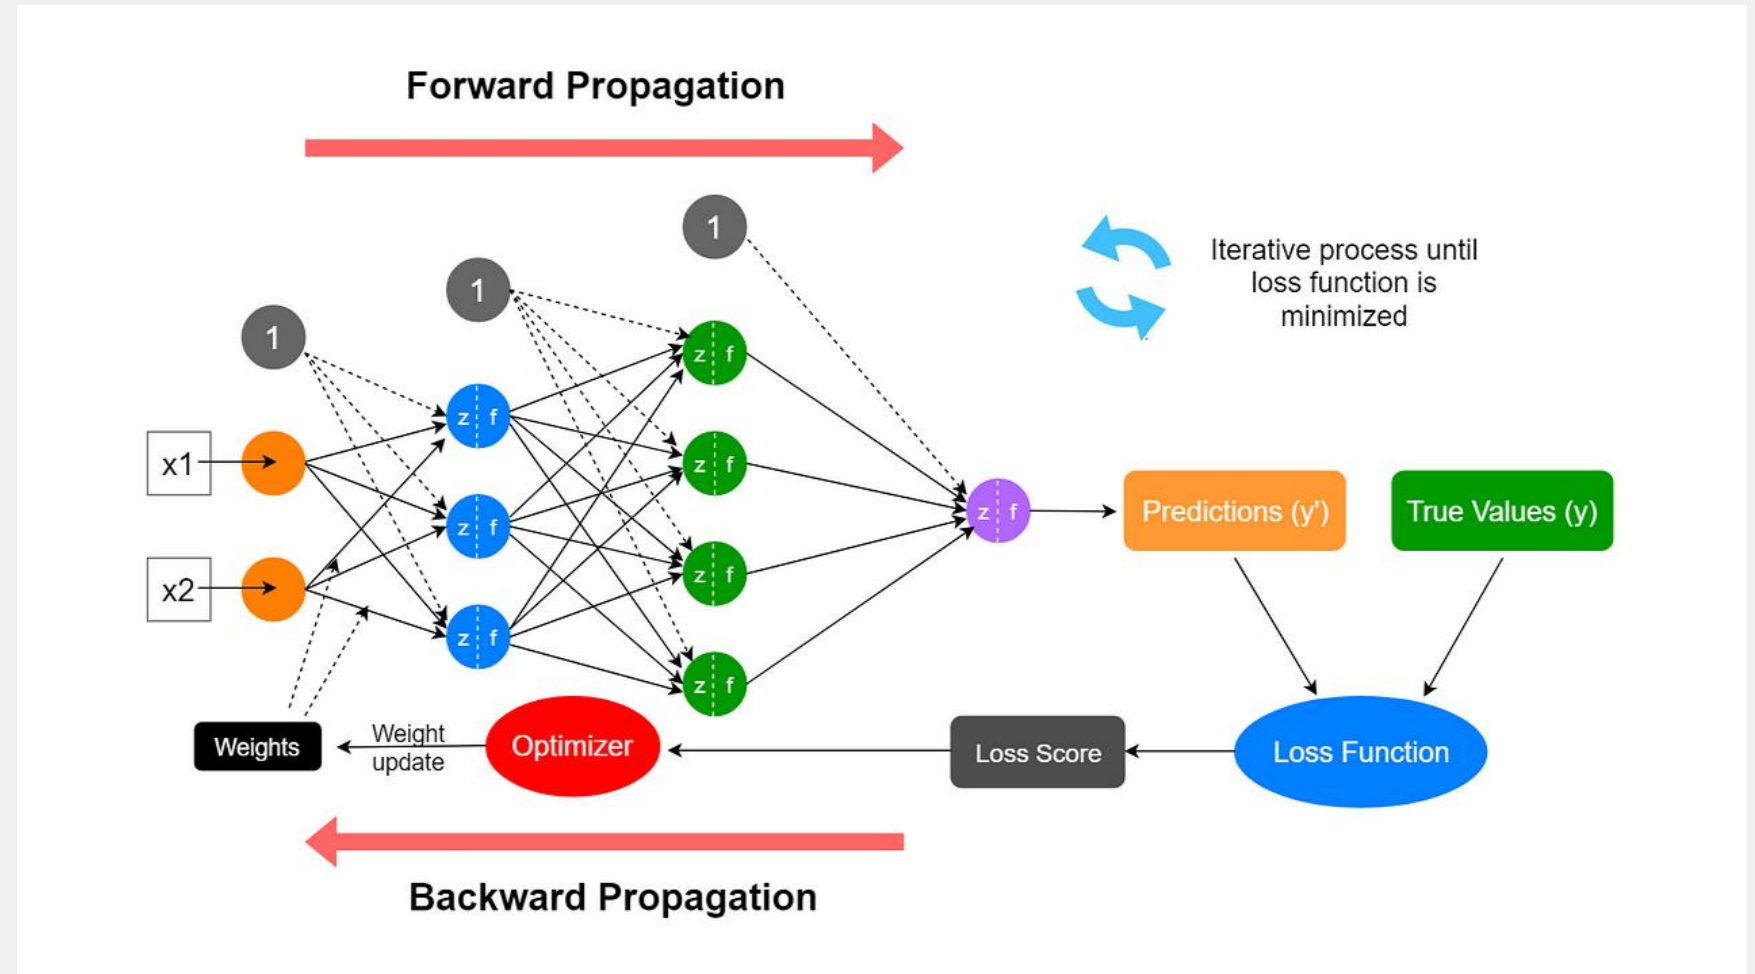 Forward Propagation
1
1
1
Iterative process until
loss function is
minimized
z f
z f
x1
z f
z f
z f
Predictions (y')
True Values (y)
x2
z f
z f
z f
Weights
Weight
update
Optimizer
Loss Score
Loss Function
Backward Propagation